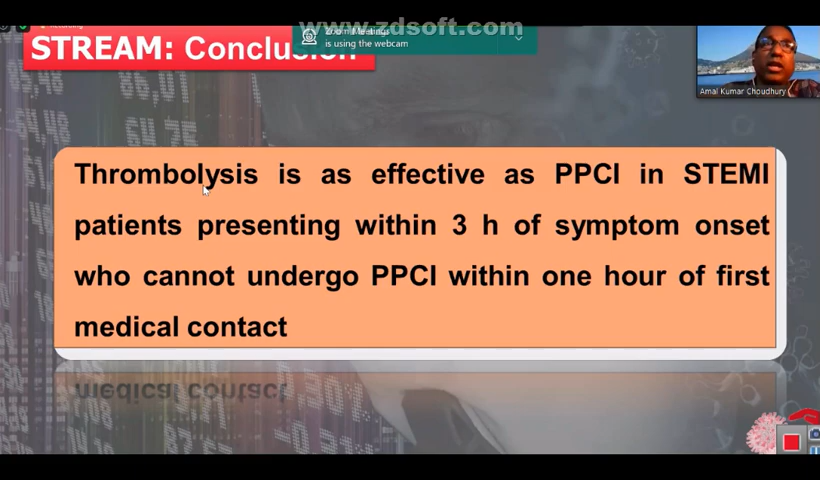 www.zdsoft.com
Zoom Meetings
is using the webcam
STREAM: Conclusion
Amal Kumar Choudhury
Thrombolysis is as effective as PPCI in STEMI
patients presenting within 3 h of symptom onset
who cannot undergo PPCI within one hour of first
medical contact
medical contact